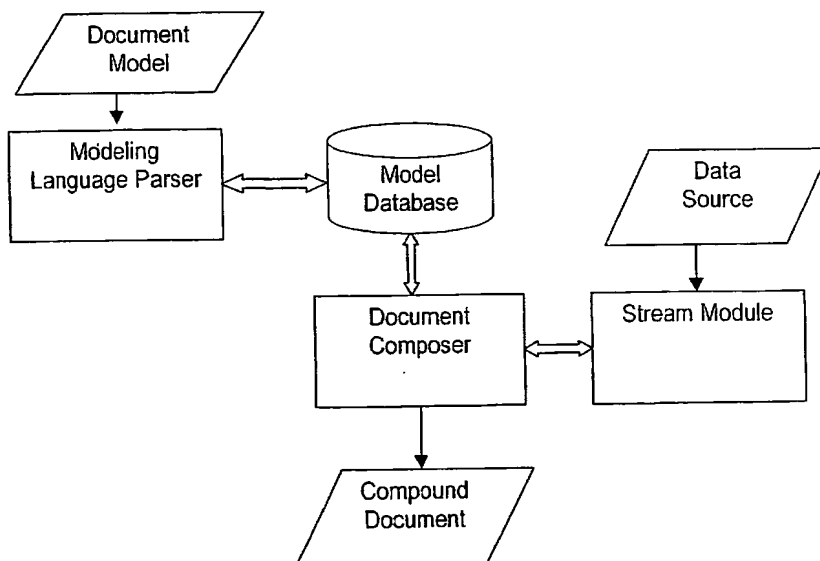 Document
Model
Modeling
Language Parser
Model
Database
Data
Source
Document
Composer
Stream Module
Compound
Document